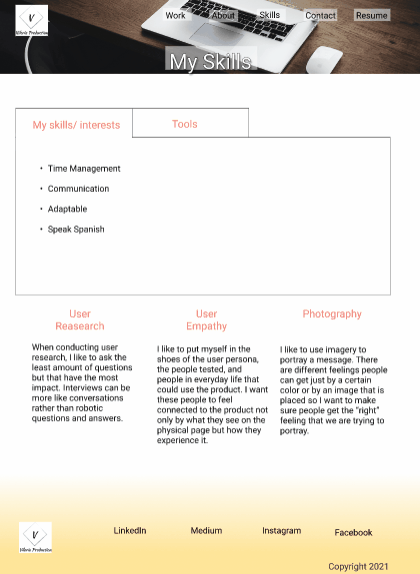 V
Viloria Production
Work
About
Skills
Contact
Resume
My Skills
My skills/ interests
Tools
• Time Management
• Communication
• Adaptable
• Speak Spanish
User
Reasearch
When conducting user
research, I like to ask the
least amount of questions
but that have the most
impact. Interviews can be
more like conversations
rather than robotic
questions and answers.
User
Empathy
I like to put myself in the
shoes of the user persona,
the people tested, and
people in everyday life that
could use the product. I want
these people to feel
connected to the product not
only by what they see on the
physical page but how they
experience it.
Photography
I like to use imagery to
portray a message. There
are different feelings people
can get just by a certain
color or by an image that is
placed so I want to make
sure people get the "right"
feeling that we are trying to
portray.
V
Viloria Production
LinkedIn
Medium
Instagram
Facebook
Copyright 2021